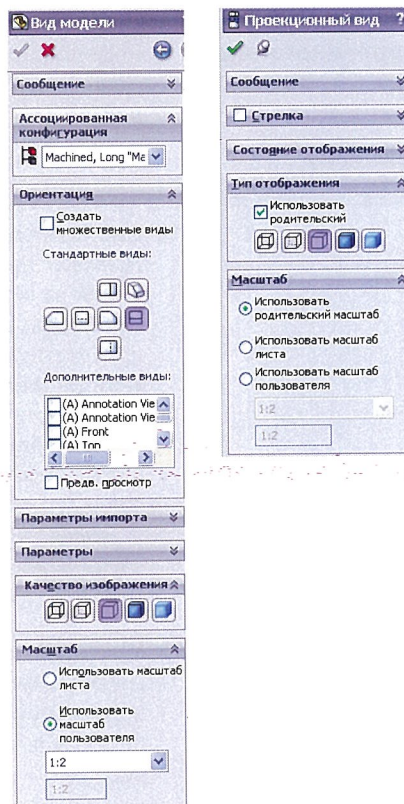 Вид модели
Сообщение
Ассоциированная
конфигурация
Machined, Long "Ме
Ориентация
Создать
множественные виды
Стандартные виды:
Дополнительные виды:
(A) Annotation Vie
(A) Annotation Vie
(A) Front
(A) Top
Предв. просмотр
Параметры импорта
Параметры
Качество изображения
Масштаб
Использовать масштаб
листа
Использовать
масштаб
пользователя
1:2
1:2
Проекционный вид ?
Сообщение
Стрелка
Состояние отображения
Тип отображения
Использовать
родительский
Масштаб
Использовать
родительский масштаб
Использовать масштаб
листа
Использовать масштаб
пользователя
1:2
1:2